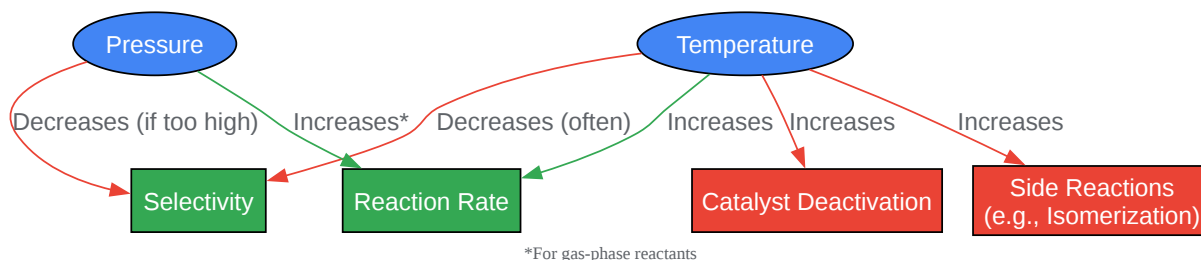 Pressure
Temperature
Decreases (if too high)
Increases*
Decreases (often)
Increases
Increases
Increases
Selectivity
Reaction Rate
Catalyst Deactivation
Side Reactions
(e.g., Isomerization)
*For gas-phase reactants